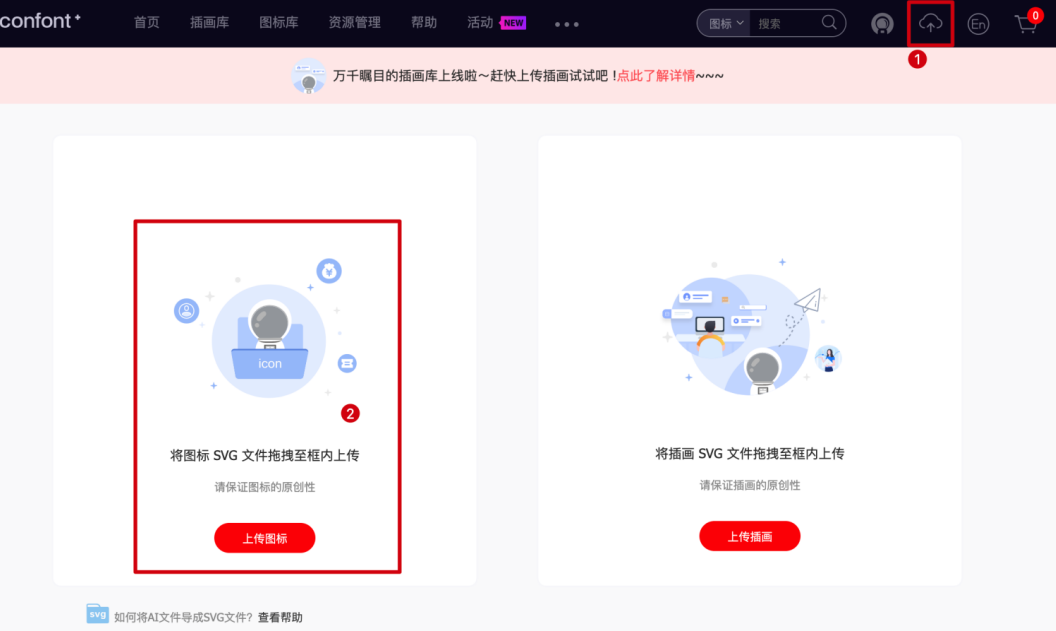 confont+
首页 插画库 图标库 资源管理 帮助 活动 NEW
图标 搜索 En 0
1
万千瞩目的插画库上线啦～赶快上传插画试试吧！点此了解详情~~~
icon
2
将图标 SVG 文件拖拽至框内上传
请保证图标的原创性
上传图标
将插画 SVG 文件拖拽至框内上传
请保证插画的原创性
上传插画
svg 如何将AI文件导成SVG文件? 查看帮助